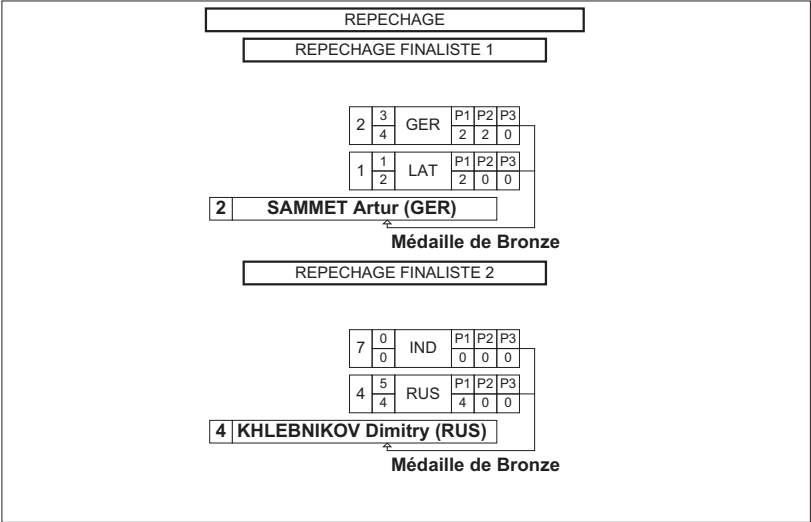 REPECHAGE
REPECHAGE FINALISTE 1
2 3 GER P1 P2 P3
4 2 2 0
1 1 LAT P1 P2 P3
2 2 0 0
2 SAMMET Artur (GER)
Médaille de Bronze
REPECHAGE FINALISTE 2
7 0 IND P1 P2 P3
0 0 0 0
4 5 RUS P1 P2 P3
4 4 0 0
4 KHLEBNIKOV Dimitry (RUS)
Médaille de Bronze